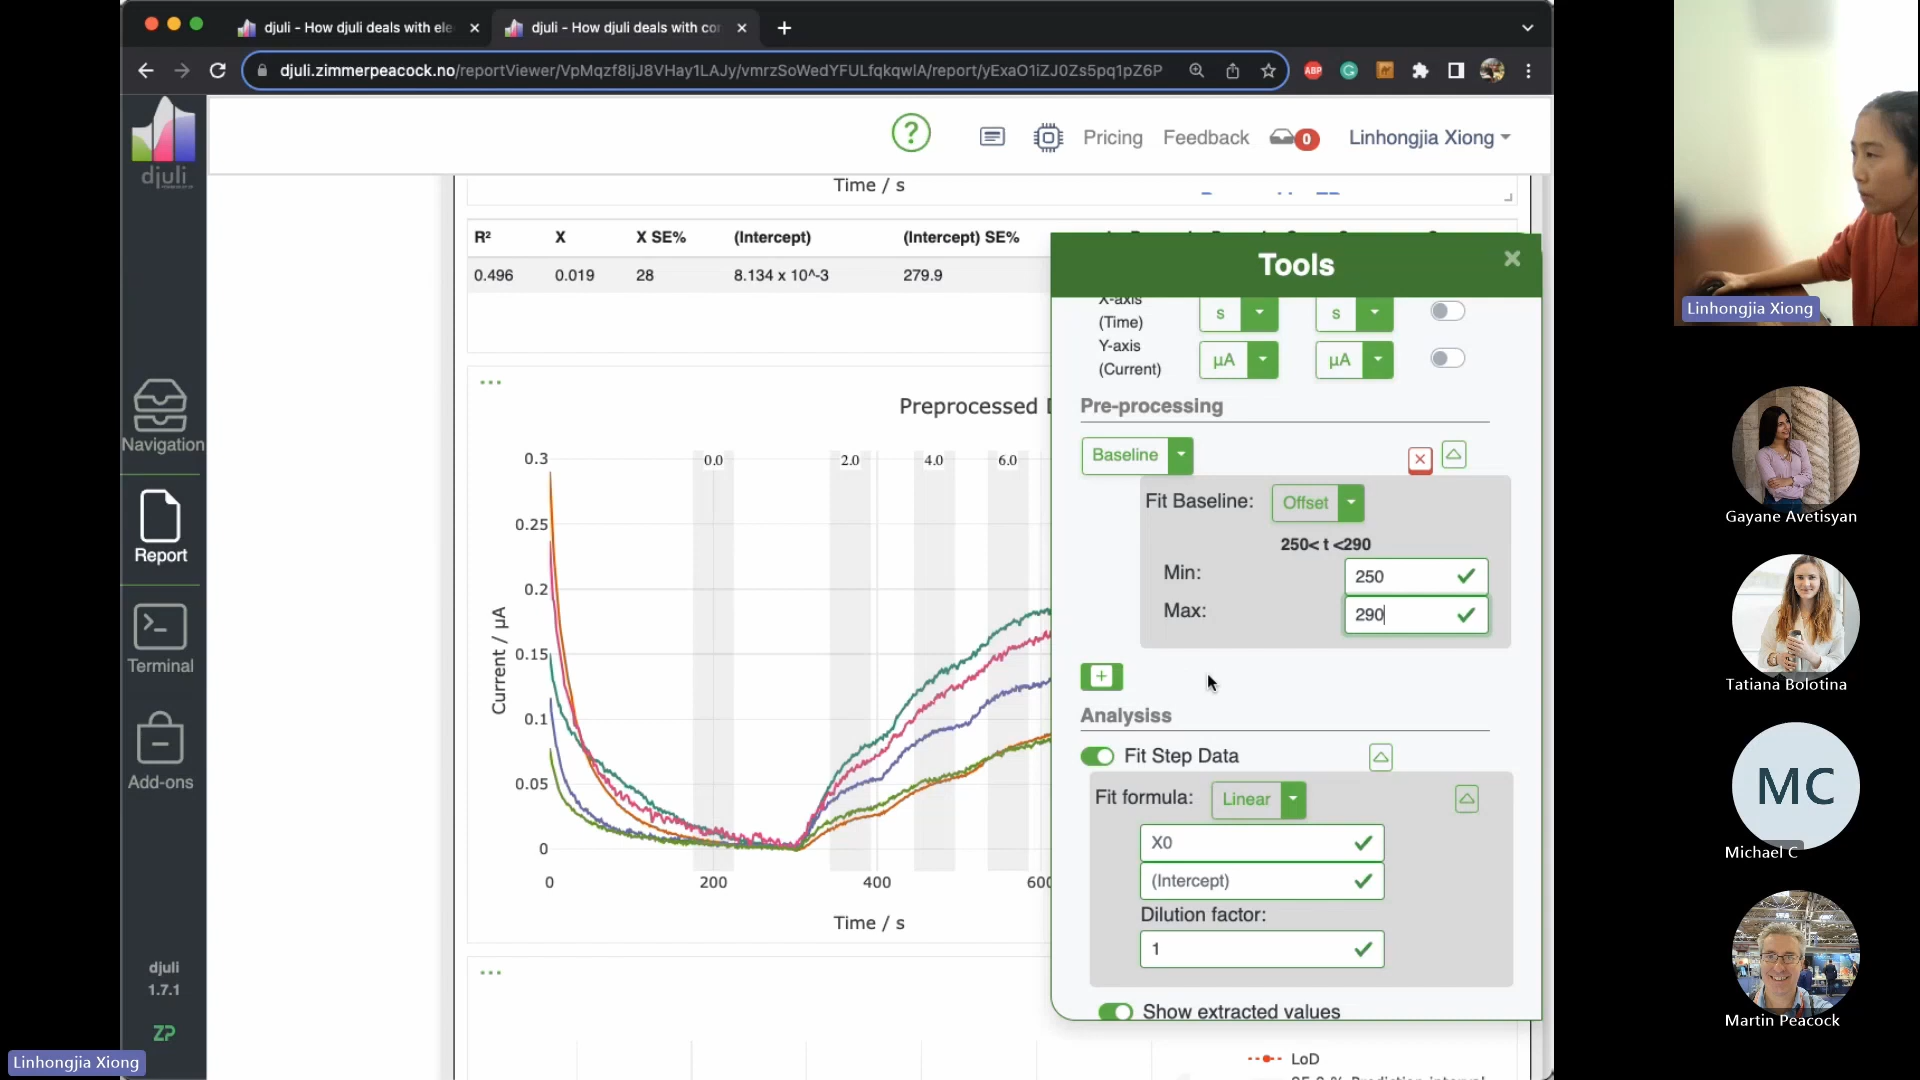 djuli - How djuli deals with ele
djuli - How djuli deals with cor
djuli.zimmerpeacock.no/reportViewer/VpMqzf8IjJ8VHay1LAJy/vmrzSoWedYFULfqkqwIA/report/yExaO1iZJ0Zs5pq1pZ6P
ABP
djuli
? Pricing Feedback 0 Linhongjia Xiong
Time / s
R² X X SE% (Intercept) (Intercept) SE%
0.496 0.019 28 8.134 x 10^-3 279.9
Navigation
Report
Terminal
Add-ons
djuli
1.7.1
ZP
Linhongjia Xiong
Preprocessed
0.0 2.0 4.0 6.0
0.3
0.25
0.2
0.15
0.1
0.05
0
Current / μA
0 200 400 600
Time / s
Tools
X-axis
(Time)
s s
Y-axis
(Current)
μA μA
Pre-processing
Baseline
Fit Baseline: Offset
250< t <290
Min: 250
Max: 290
+
Analysiss
Fit Step Data
Fit formula: Linear
X0
(Intercept)
Dilution factor:
1
Show extracted values
LoD
Linhongjia Xiong
Gayane Avetisyan
Tatiana Bolotina
MC
Michael C
Martin Peacock